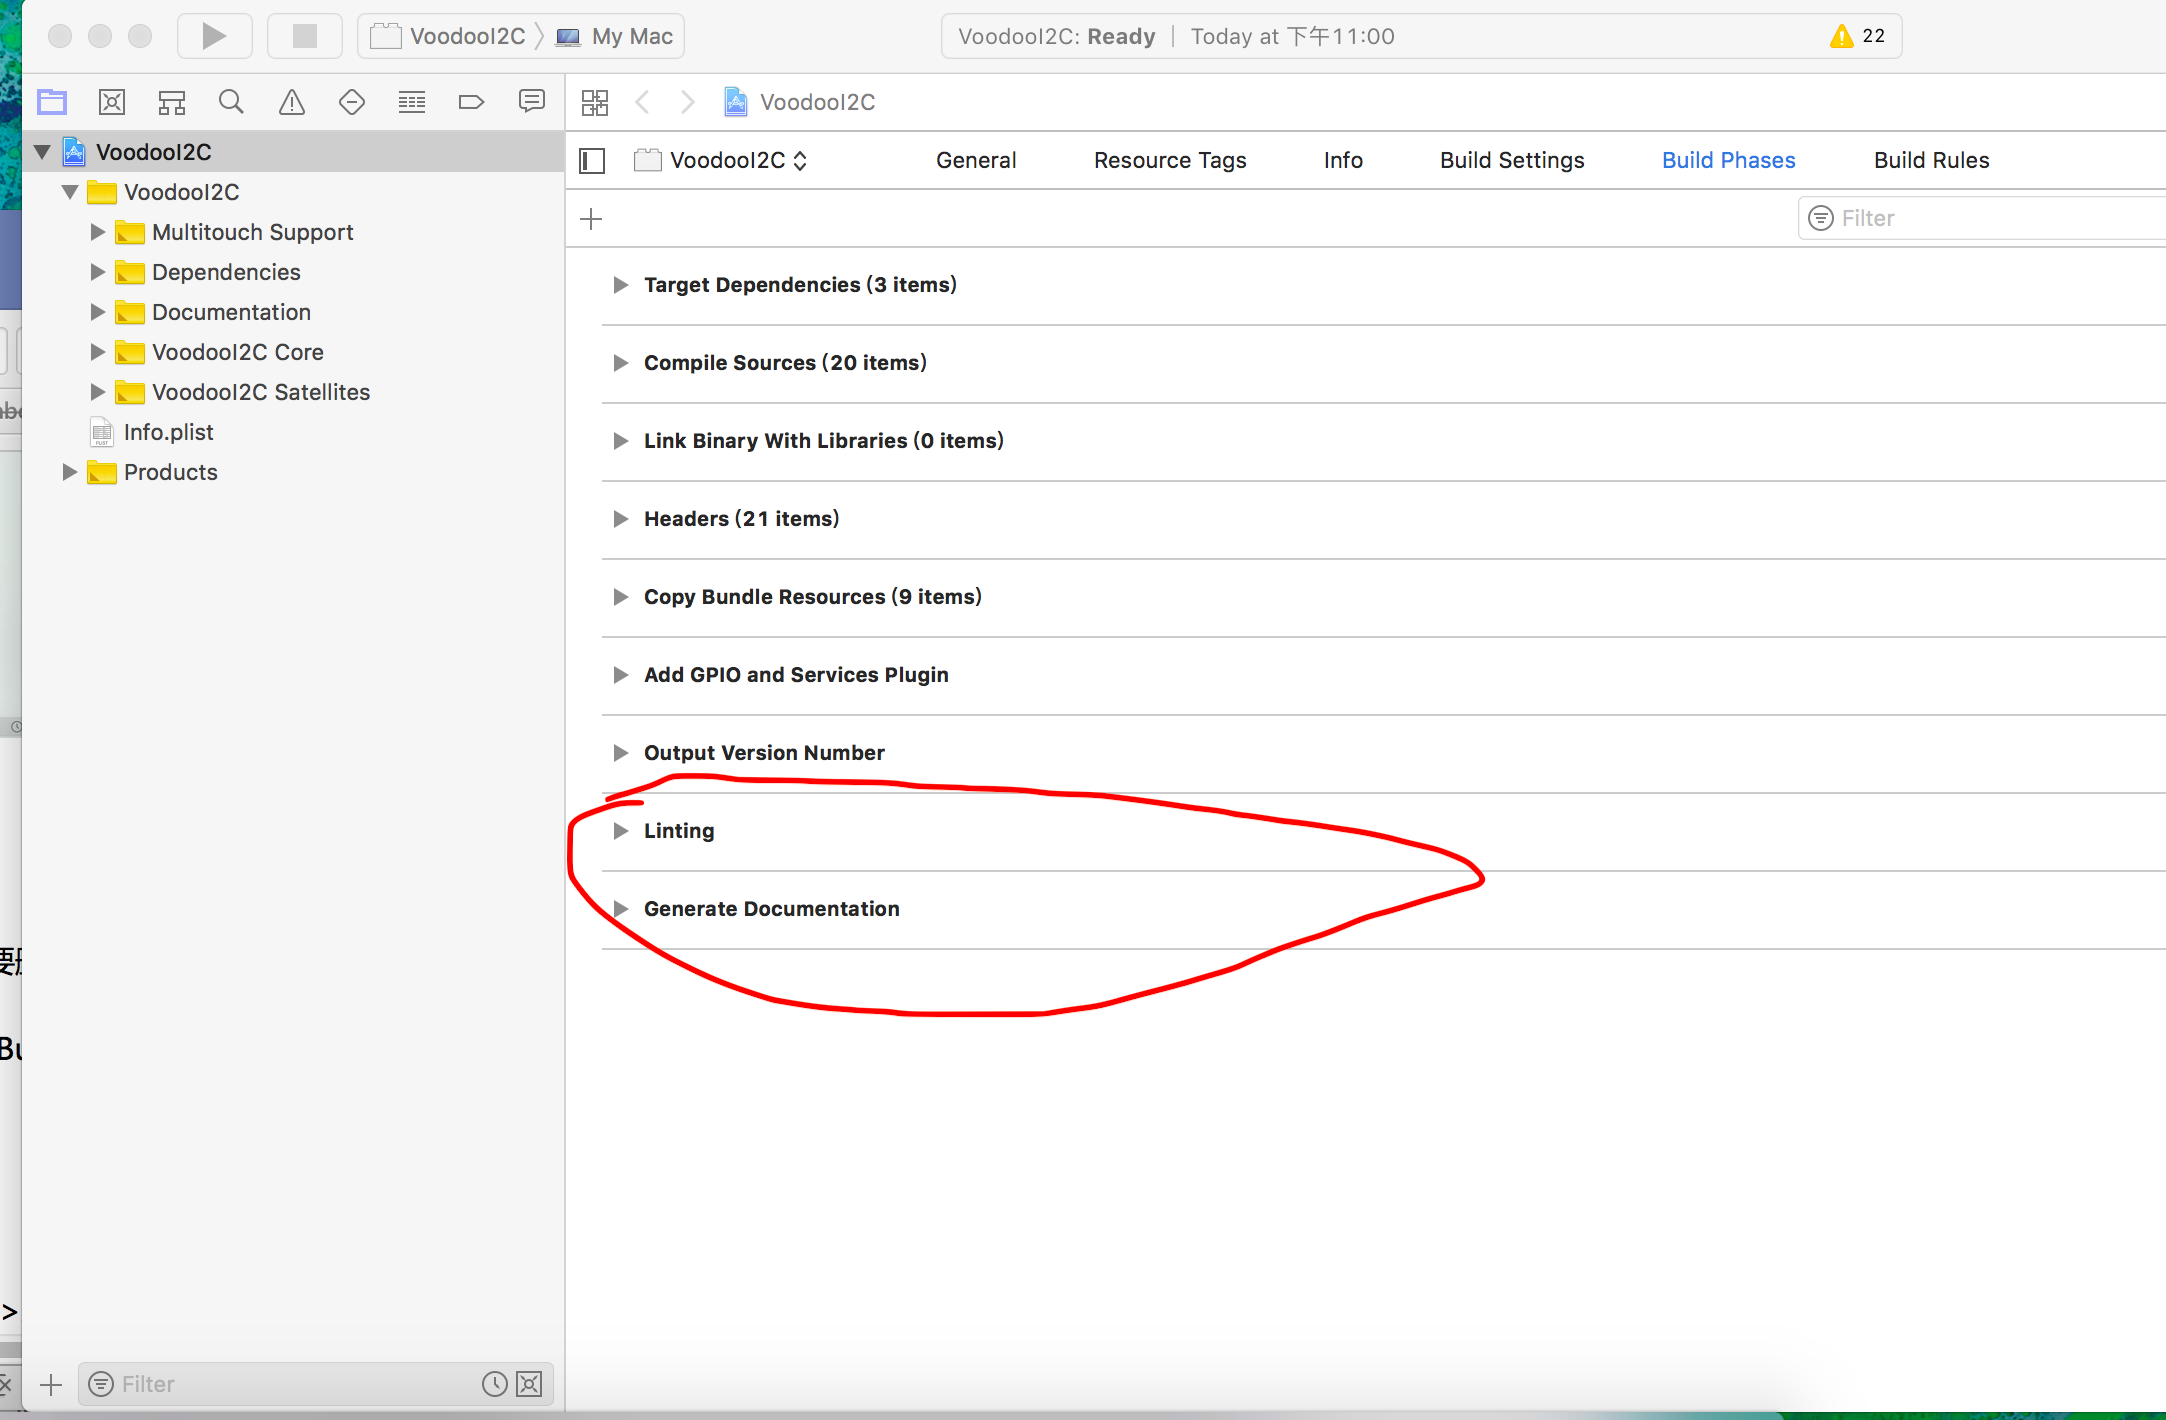 VoodooI2C My Mac
VoodooI2C: Ready Today at 下午11:00
22
VoodooI2C
VoodooI2C
VoodooI2C
Multitouch Support
Dependencies
Documentation
VoodooI2C Core
VoodooI2C Satellites
Info.plist
Products
Filter
VoodooI2C
General
Resource Tags
Info
Build Settings
Build Phases
Build Rules
Filter
Target Dependencies (3 items)
Compile Sources (20 items)
Link Binary With Libraries (0 items)
Headers (21 items)
Copy Bundle Resources (9 items)
Add GPIO and Services Plugin
Output Version Number
Linting
Generate Documentation